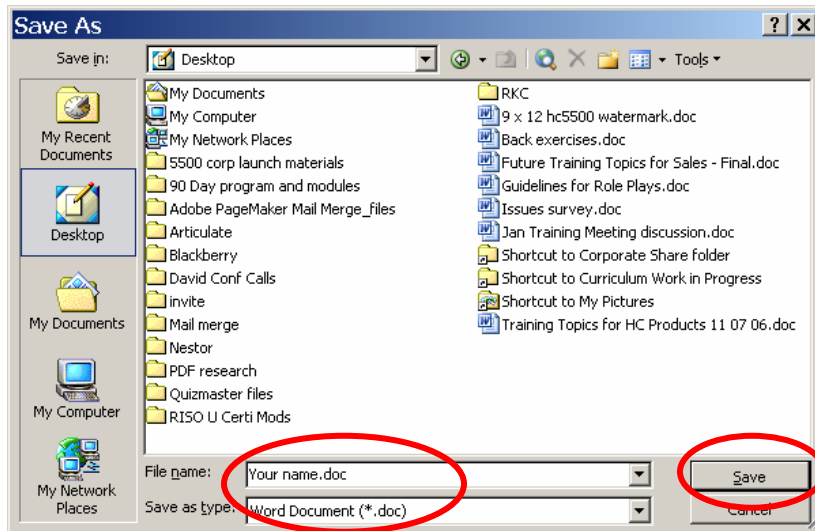 Save As
Save in:
Desktop
Tools
My Recent
Documents
Desktop
My Documents
My Computer
My Network
Places
My Documents
My Computer
My Network Places
5500 corp launch materials
90 Day program and modules
Adobe PageMaker Mail Merge_files
Articulate
Blackberry
David Conf Calls
invite
Mail merge
Nestor
PDF research
Quizmaster files
RISO U Certi Mods
RKC
9 x 12 hc5500 watermark.doc
Back exercises.doc
Future Training Topics for Sales - Final.doc
Guidelines for Role Plays.doc
Issues survey.doc
Jan Training Meeting discussion.doc
Shortcut to Corporate Share folder
Shortcut to Curriculum Work in Progress
Shortcut to My Pictures
Training Topics for HC Products 11 07 06.doc
File name:
Your name.doc
Save
Save as type:
Word Document (*.doc)
Cancel